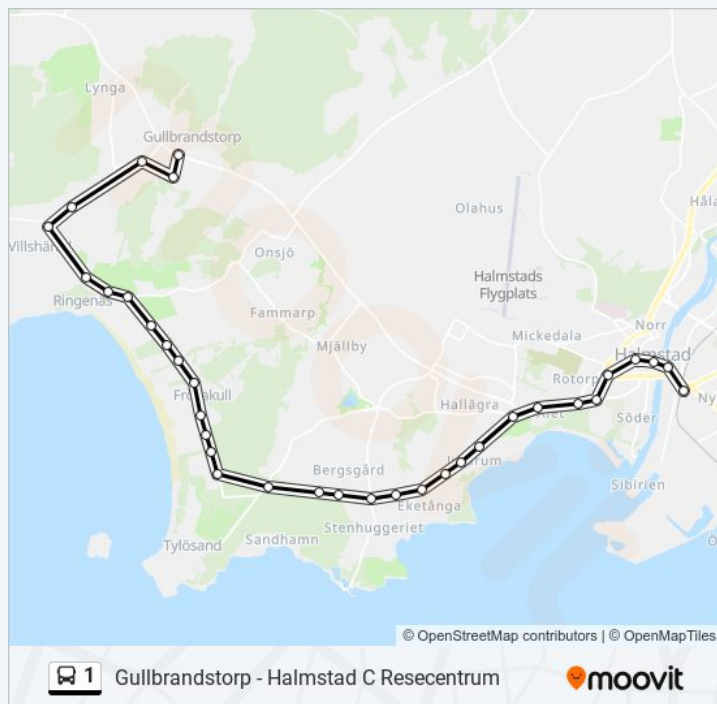 Lynga
Gullbrandstorp
Olahus
Villshär
Onsjö
Halmstads
Flygplats
Ringenäs
Fammarp
Norr
Mickedala
Mjällby
Halmstad
Rotorp
Frösakull
Hallägra
Söder
Bergsgård
Sibirien
Eketånga
Stenhuggeriet
Sandhamn
Tylösand
© OpenStreetMap contributors | © OpenMapTiles
1 Gullbrandstorp - Halmstad C Resecentrum moovit